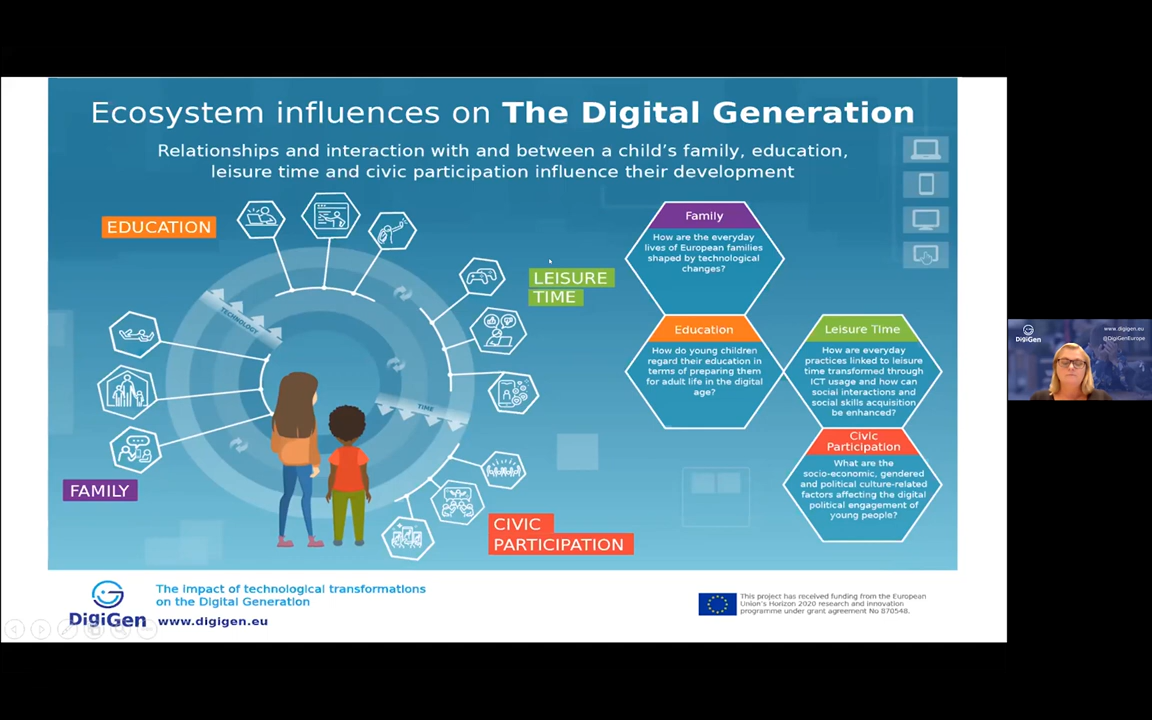 Ecosystem influences on The Digital Generation
Relationships and interaction with and between a child's family, education,
leisure time and civic participation influence their development
EDUCATION
TECHNOLOGY
LEISURE
TIME
TIME
FAMILY
CIVIC
PARTICIPATION
Family
How are the everyday
lives of European families
shaped by technological
changes?
Education
How do young children
regard their education in
terms of preparing them
for adult life in the digital
age?
Leisure Time
How are everyday
practices linked to leisure
time transformed through
ICT usage and how can
social interactions and
social skills acquisition
be enhanced?
Civic
Participation
What are the
socio-economic, gendered
and political culture-related
factors affecting the digital
political engagement of
young people?
DigiGen
The impact of technological transformations
on the Digital Generation
www.digigen.eu
This project has received funding from the European
Union's Horizon 2020 research and innovation
programme under grant agreement No 870548.
DigiGen
www.digigen.eu
@DigiGenEurope